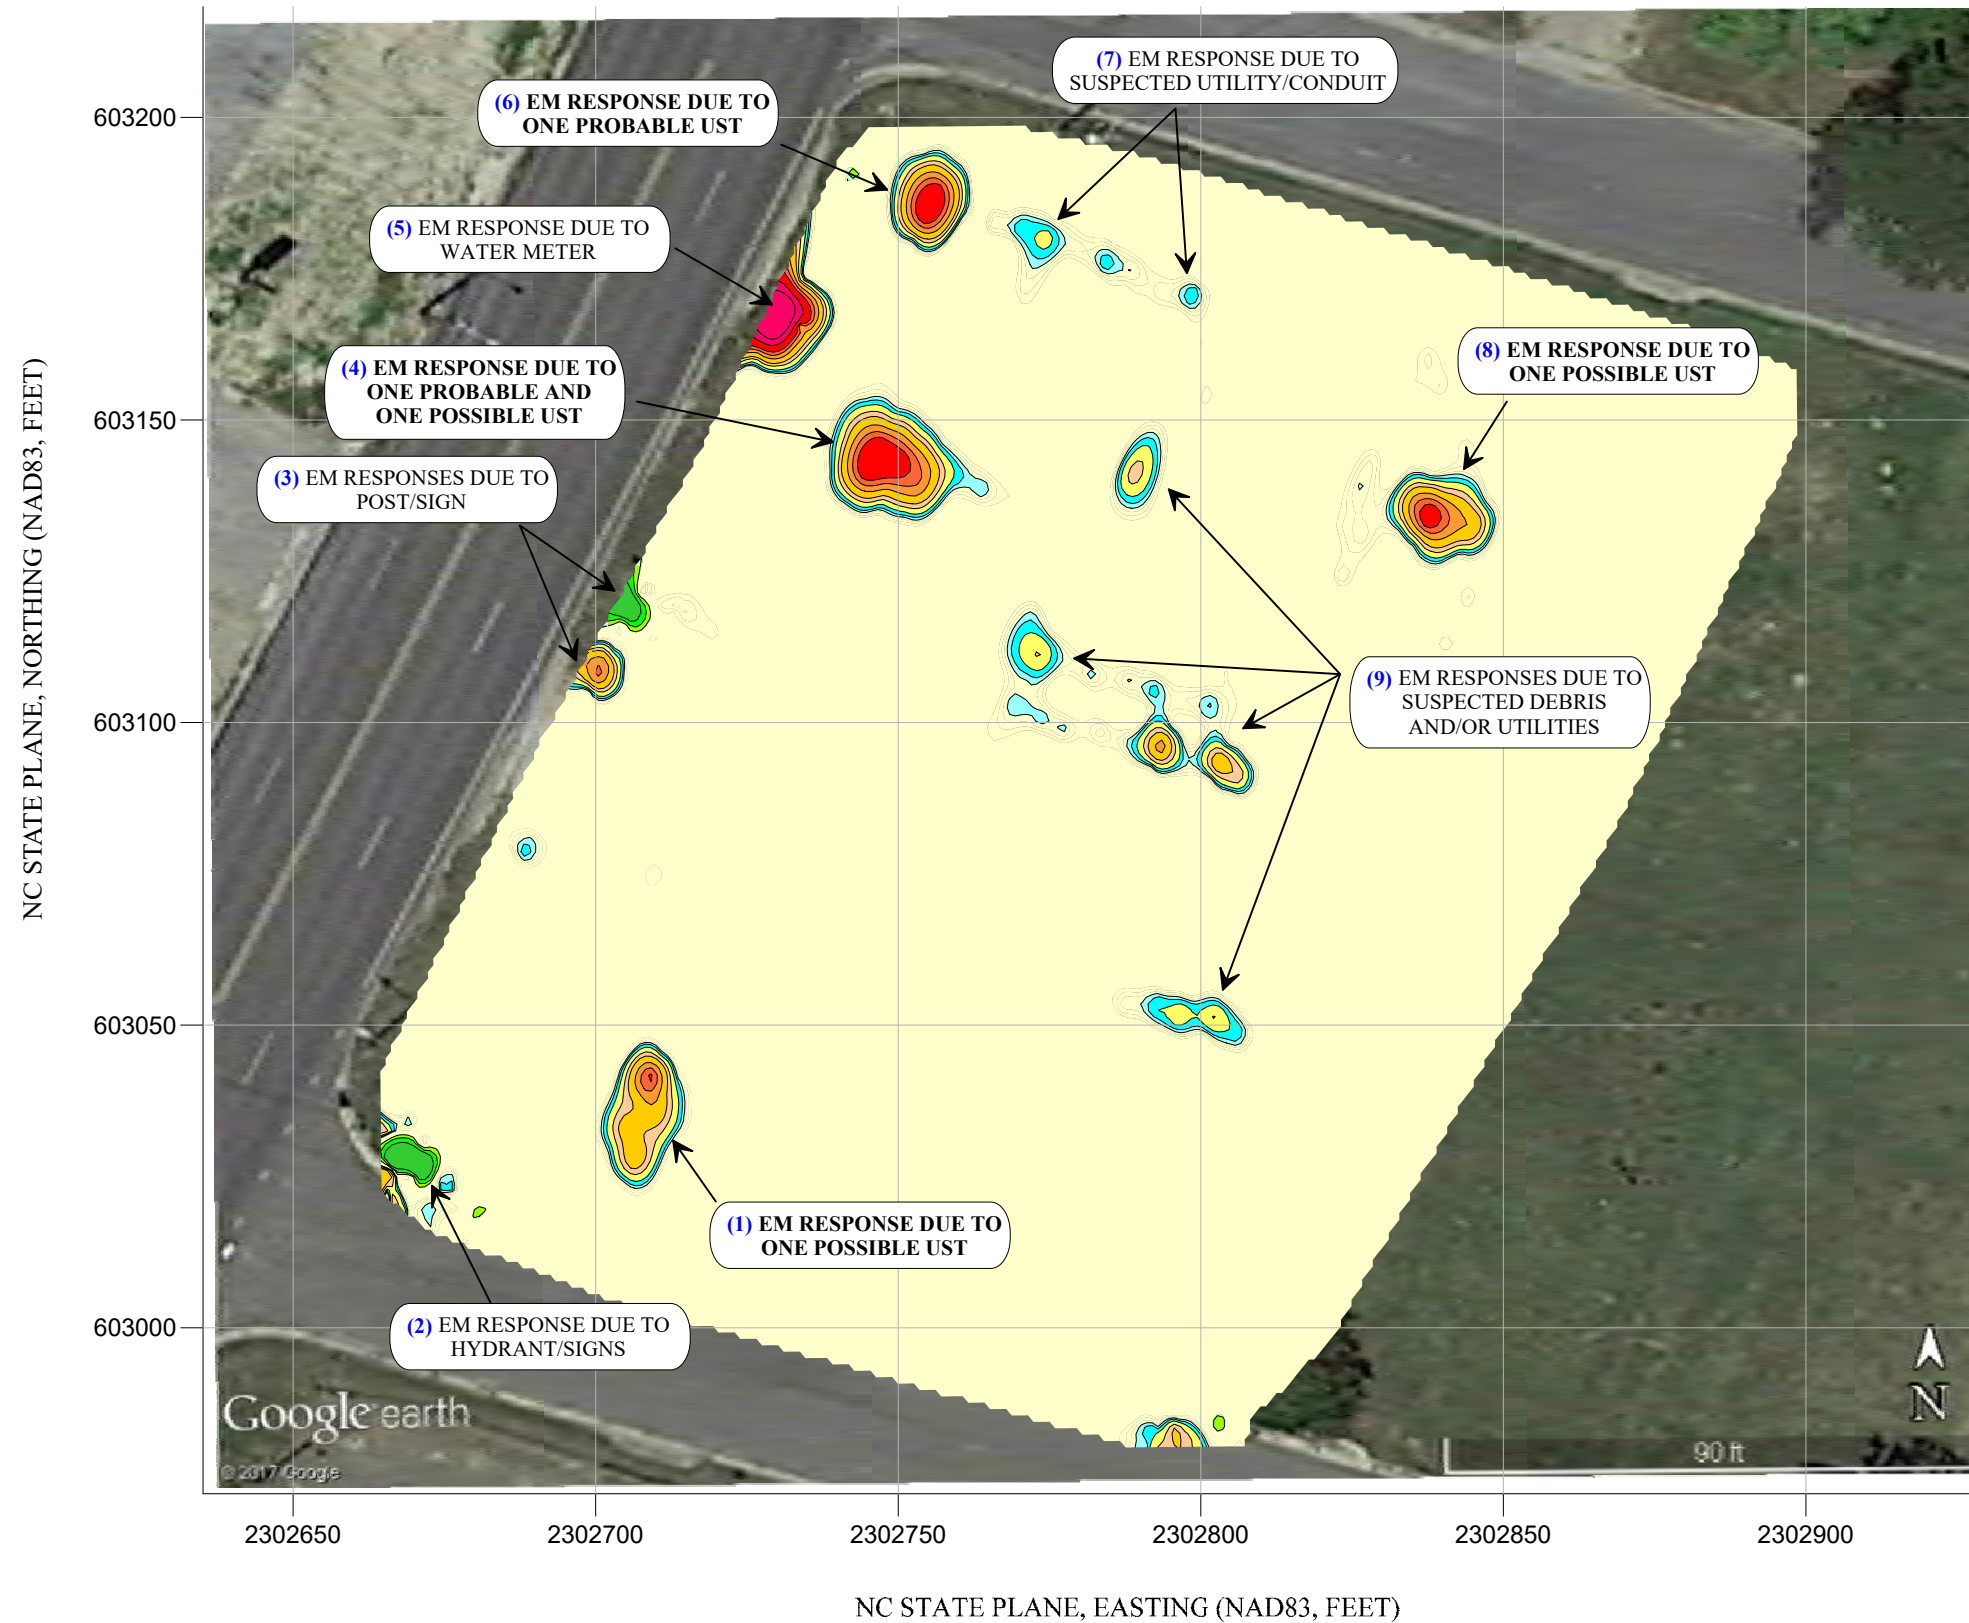 (7) EM RESPONSE DUE TO
SUSPECTED UTILITY/CONDUIT
(6) EM RESPONSE DUE TO
ONE PROBABLE UST
603200
(5) EM RESPONSE DUE TO
WATER METER
(8) EM RESPONSE DUE TO
ONE POSSIBLE UST
(4) EM RESPONSE DUE TO
ONE PROBABLE AND
ONE POSSIBLE UST
603150
(3) EM RESPONSES DUE TO
POST/SIGN
NC STATE PLANE, NORTHING (NAD83, FEET)
(9) EM RESPONSES DUE TO
SUSPECTED DEBRIS
AND/OR UTILITIES
603100
603050
(1) EM RESPONSE DUE TO
ONE POSSIBLE UST
603000
(2) EM RESPONSE DUE TO
HYDRANT/SIGNS
N
Google earth
90 ft
© 2017 Google
2302650 2302700 2302750 2302800 2302850 2302900
NC STATE PLANE, EASTING (NAD83, FEET)